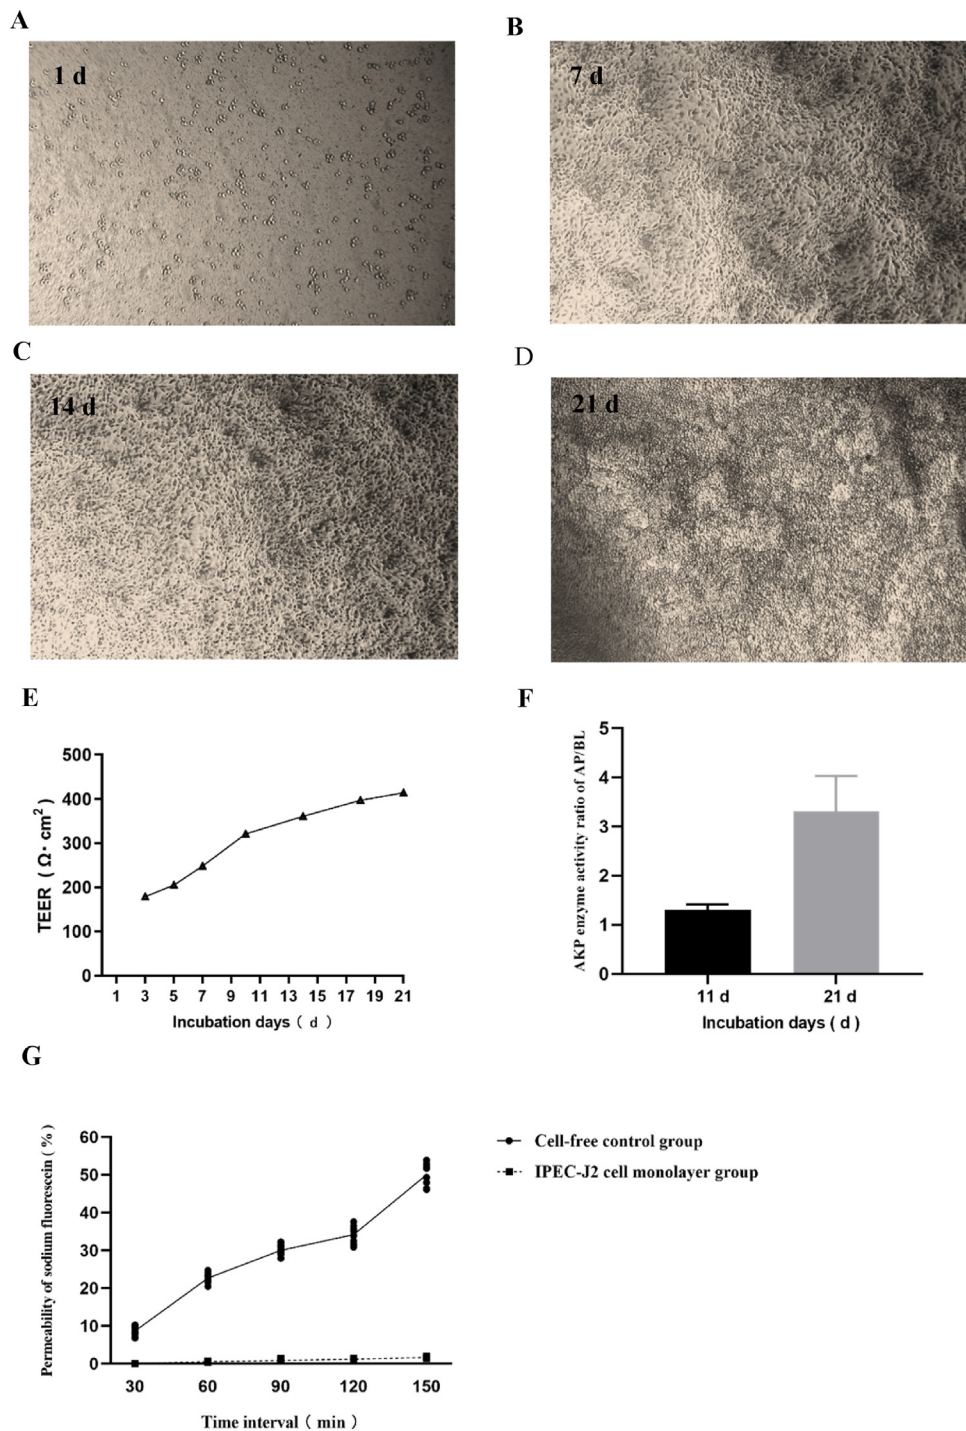 A
B
1 d
7 d
C
D
14 d
21 d
E
F
TEER ( Ω· cm2 )
500
400
300
200
100
0
1 3 5 7 9 11 13 15 17 19 21
Incubation days ( d )
AKP enzyme activity ratio of AP/BL
5
4
3
2
1
0
11 d 21 d
Incubation days ( d )
G
Permeability of sodium fluorescein ( % )
60
50
40
30
20
10
0
30 60 90 120 150
Time interval ( min )
Cell-free control group
IPEC-J2 cell monolayer group